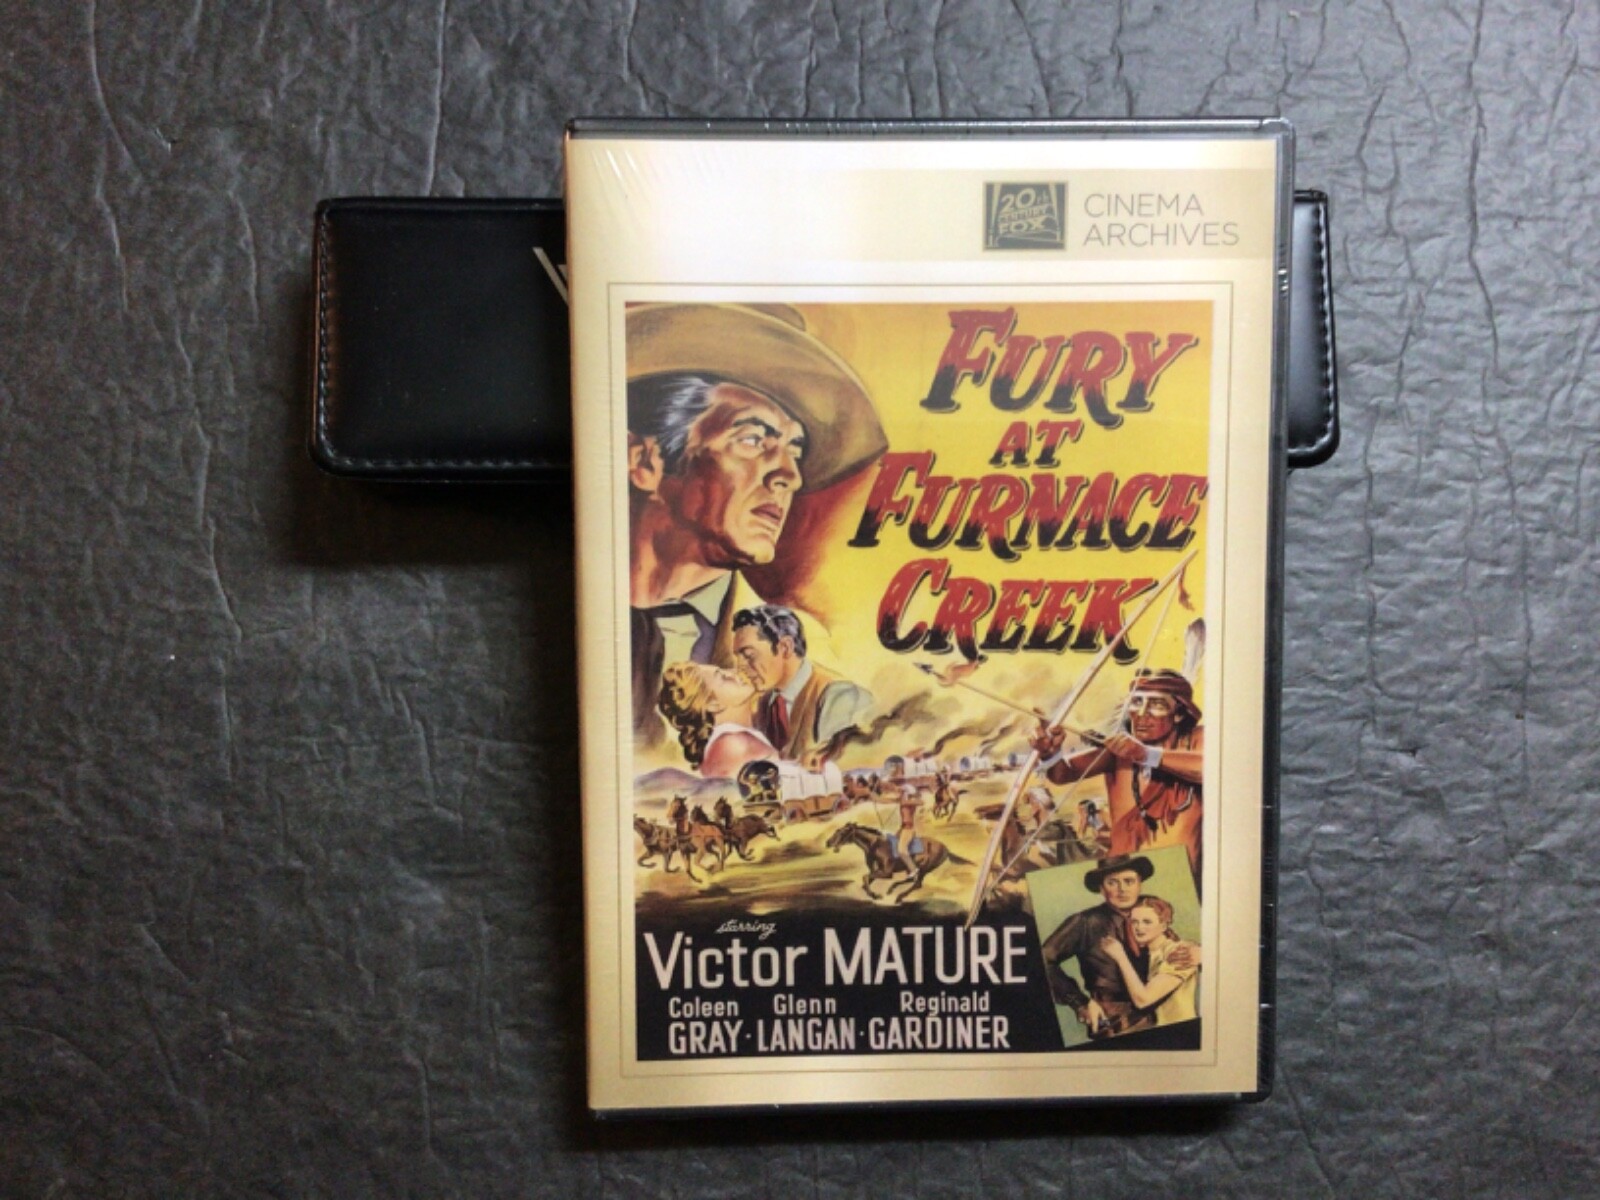 20th
CENTURY
FOX
CINEMA
ARCHIVES
FURY
AT
FURNACE
CREEK
starring
Victor MATURE
Coleen Glenn Reginald
GRAY · LANGAN · GARDINER